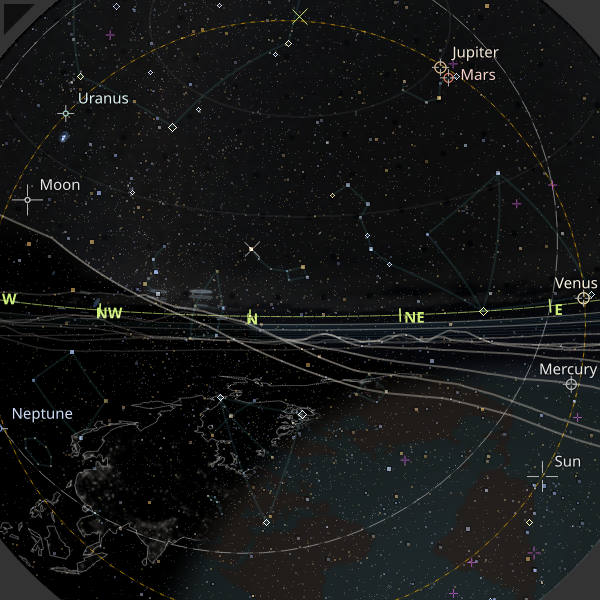 Jupiter
Mars
Uranus
Moon
Venus
W
NW
N
NE
E
Mercury
Neptune
Sun